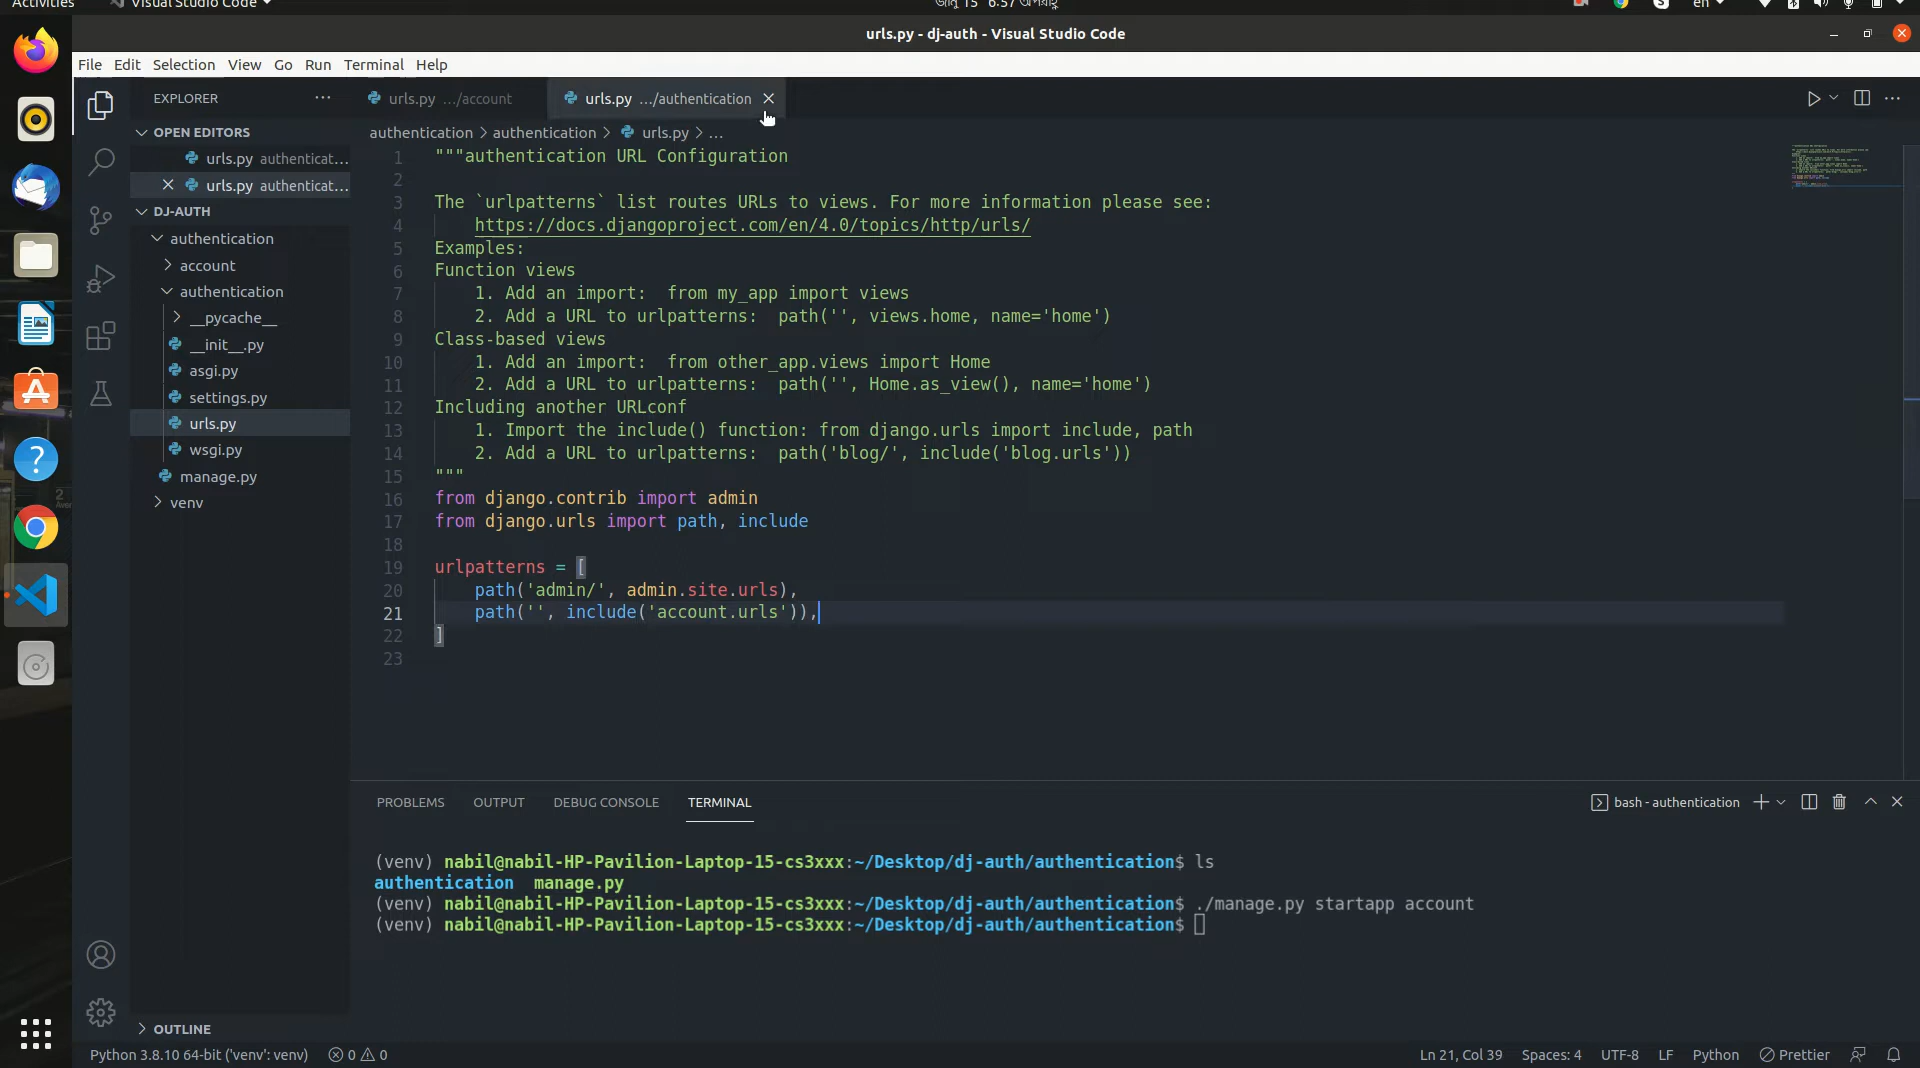 Activities Visual Studio Code জানু 15 6:57 অপরাহ্ণ en
urls.py - dj-auth - Visual Studio Code
File Edit Selection View Go Run Terminal Help
EXPLORER ···
urls.py .../account urls.py .../authentication
OPEN EDITORS
urls.py authenticat...
urls.py authenticat...
DJ-AUTH
authentication
account
authentication
__pycache__
__init__.py
asgi.py
settings.py
urls.py
wsgi.py
manage.py
venv
OUTLINE
authentication > authentication > urls.py > ...
1 """authentication URL Configuration
2
3 The `urlpatterns` list routes URLs to views. For more information please see:
4 https://docs.djangoproject.com/en/4.0/topics/http/urls/
5 Examples:
6 Function views
7 1. Add an import:  from my_app import views
8 2. Add a URL to urlpatterns:  path('', views.home, name='home')
9 Class-based views
10 1. Add an import:  from other_app.views import Home
11 2. Add a URL to urlpatterns:  path('', Home.as_view(), name='home')
12 Including another URLconf
13 1. Import the include() function: from django.urls import include, path
14 2. Add a URL to urlpatterns:  path('blog/', include('blog.urls'))
15 """
16 from django.contrib import admin
17 from django.urls import path, include
18
19 urlpatterns = [
20 path('admin/', admin.site.urls),
21 path('', include('account.urls')),
22 ]
23
PROBLEMS OUTPUT DEBUG CONSOLE TERMINAL bash - authentication
(venv) nabil@nabil-HP-Pavilion-Laptop-15-cs3xxx:~/Desktop/dj-auth/authentication$ ls
authentication manage.py
(venv) nabil@nabil-HP-Pavilion-Laptop-15-cs3xxx:~/Desktop/dj-auth/authentication$ ./manage.py startapp account
(venv) nabil@nabil-HP-Pavilion-Laptop-15-cs3xxx:~/Desktop/dj-auth/authentication$
Python 3.8.10 64-bit ('venv': venv) 0 0 Ln 21, Col 39 Spaces: 4 UTF-8 LF Python Prettier